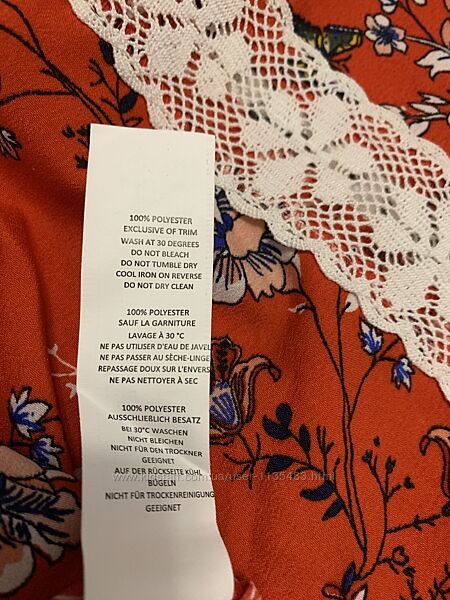 100% POLYESTER
EXCLUSIVE OF TRIM
WASH AT 30 DEGREES
DO NOT BLEACH
DO NOT TUMBLE DRY
COOL IRON ON REVERSE
DO NOT DRY CLEAN
100% POLYESTER
SAUF LA GARNITURE
LAVAGE À 30 °C
NE PAS UTILISER D'EAU DE JAVEL
NE PAS PASSER AU SÈCHE-LINGE
REPASSAGE DOUX SUR L'ENVERS
NE PAS NETTOYER À SEC
100% POLYESTER
AUSSCHLIEßLICH BESATZ
BEI 30°C WASCHEN
NICHT BLEICHEN
NICHT FÜR DEN TROCKNER
GEEIGNET
AUF DER RÜCKSEITE KÜHL
BÜGELN
NICHT FÜR TROCKENREINIGUNG
GEEIGNET